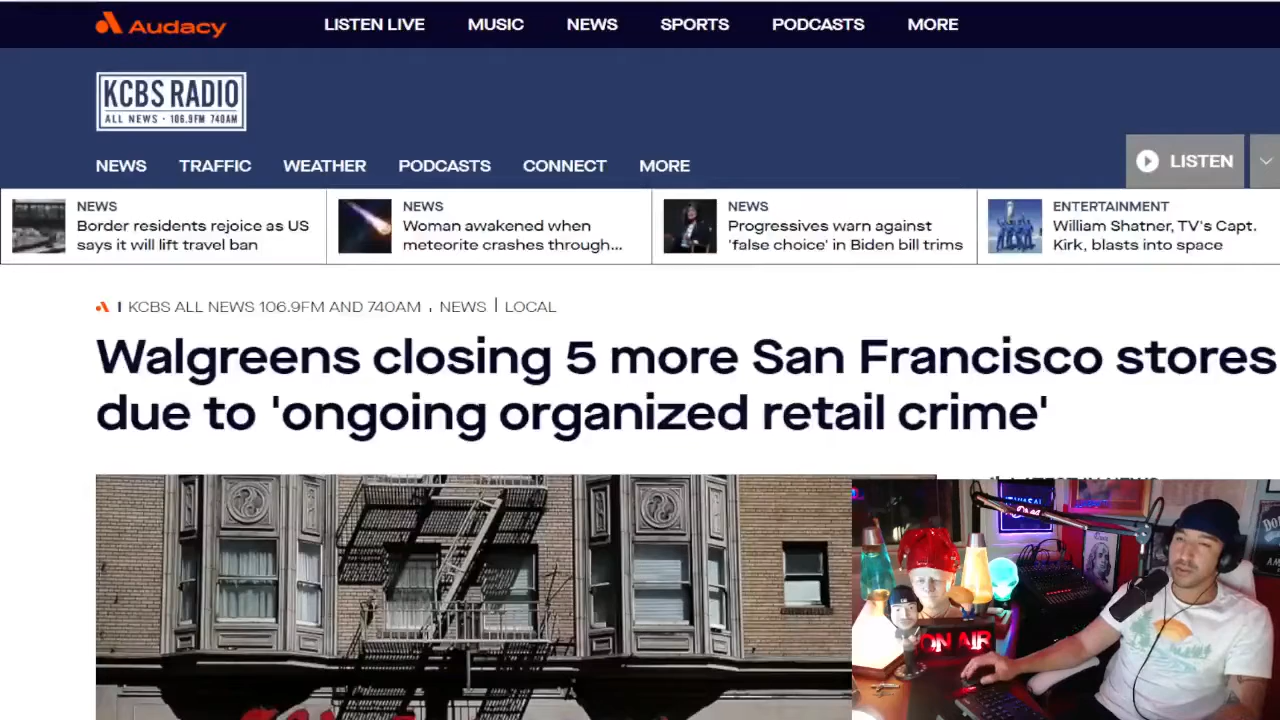 Audacy
LISTEN LIVE
MUSIC
NEWS
SPORTS
PODCASTS
MORE
KCBS RADIO
ALL NEWS · 106.9FM 740AM
NEWS
TRAFFIC
WEATHER
PODCASTS
CONNECT
MORE
LISTEN
NEWS
Border residents rejoice as US
says it will lift travel ban
NEWS
Woman awakened when
meteorite crashes through...
NEWS
Progressives warn against
'false choice' in Biden bill trims
ENTERTAINMENT
William Shatner, TV's Capt.
Kirk, blasts into space
KCBS ALL NEWS 106.9FM AND 740AM
NEWS
LOCAL
Walgreens closing 5 more San Francisco stores
due to 'ongoing organized retail crime'
ON AIR